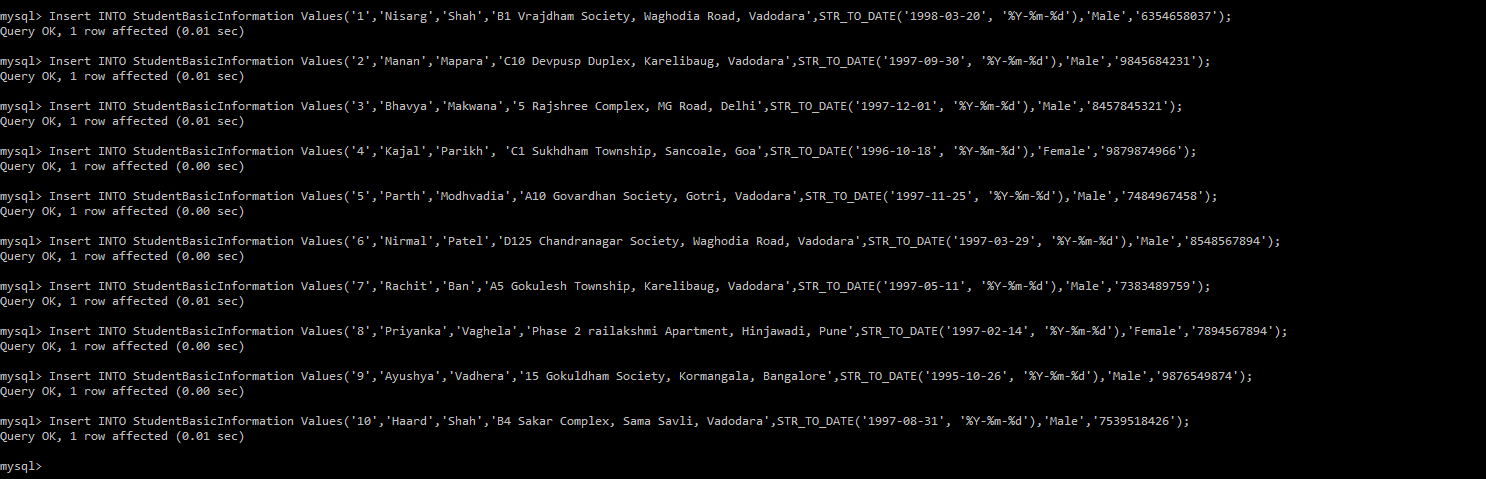 mysql> Insert INTO StudentBasicInformation Values('1','Nisarg','Shah','B1 Vrajdham Society, Waghodia Road, Vadodara',STR_TO_DATE('1998-03-20', '%Y-%m-%d'),'Male','6354658037');
Query OK, 1 row affected (0.01 sec)
mysql> Insert INTO StudentBasicInformation Values('2','Manan','Mapara','C10 Devpusp Duplex, Karelibaug, Vadodara',STR_TO_DATE('1997-09-30', '%Y-%m-%d'),'Male','9845684231');
Query OK, 1 row affected (0.01 sec)
mysql> Insert INTO StudentBasicInformation Values('3','Bhavya','Makwana','5 Rajshree Complex, MG Road, Delhi',STR_TO_DATE('1997-12-01', '%Y-%m-%d'),'Male','8457845321');
Query OK, 1 row affected (0.01 sec)
mysql> Insert INTO StudentBasicInformation Values('4','Kajal','Parikh', 'C1 Sukhdham Township, Sancoale, Goa',STR_TO_DATE('1996-10-18', '%Y-%m-%d'),'Female','9879874966');
Query OK, 1 row affected (0.00 sec)
mysql> Insert INTO StudentBasicInformation Values('5','Parth','Modhvadia','A10 Govardhan Society, Gotri, Vadodara',STR_TO_DATE('1997-11-25', '%Y-%m-%d'),'Male','7484967458');
Query OK, 1 row affected (0.00 sec)
mysql> Insert INTO StudentBasicInformation Values('6','Nirmal','Patel','D125 Chandranagar Society, Waghodia Road, Vadodara',STR_TO_DATE('1997-03-29', '%Y-%m-%d'),'Male','8548567894');
Query OK, 1 row affected (0.00 sec)
mysql> Insert INTO StudentBasicInformation Values('7','Rachit','Ban','A5 Gokulesh Township, Karelibaug, Vadodara',STR_TO_DATE('1997-05-11', '%Y-%m-%d'),'Male','7383489759');
Query OK, 1 row affected (0.01 sec)
mysql> Insert INTO StudentBasicInformation Values('8','Priyanka','Vaghela','Phase 2 railakshmi Apartment, Hinjawadi, Pune',STR_TO_DATE('1997-02-14', '%Y-%m-%d'),'Female','7894567894');
Query OK, 1 row affected (0.00 sec)
mysql> Insert INTO StudentBasicInformation Values('9','Ayushya','Vadhera','15 Gokuldham Society, Kormangala, Bangalore',STR_TO_DATE('1995-10-26', '%Y-%m-%d'),'Male','9876549874');
Query OK, 1 row affected (0.00 sec)
mysql> Insert INTO StudentBasicInformation Values('10','Haard','Shah','B4 Sakar Complex, Sama Savli, Vadodara',STR_TO_DATE('1997-08-31', '%Y-%m-%d'),'Male','7539518426');
Query OK, 1 row affected (0.01 sec)
mysql>